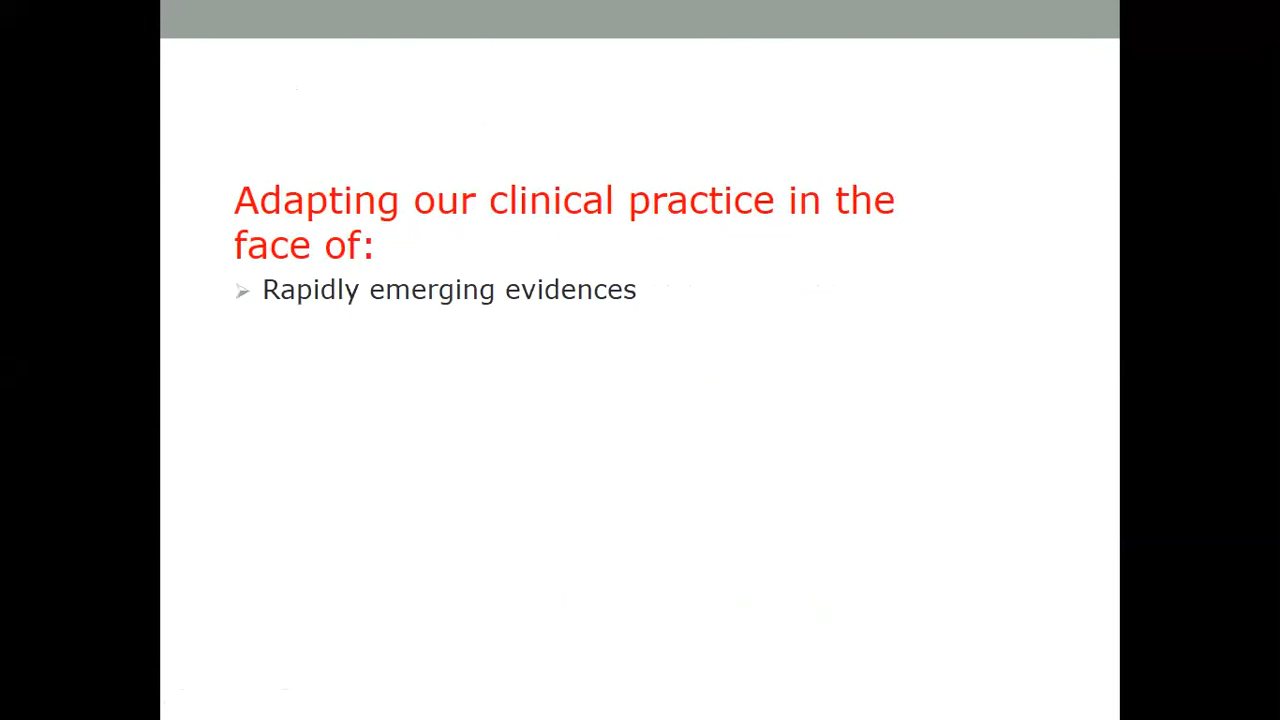 Adapting our clinical practice in the
face of:
Rapidly emerging evidences